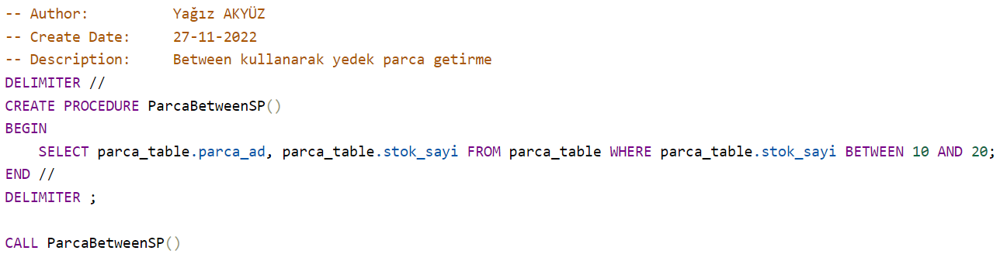 -- Author:          Yağız AKYÜZ
-- Create Date:     27-11-2022
-- Description:     Between kullanarak yedek parca getirme
DELIMITER //
CREATE PROCEDURE ParcaBetweenSP()
BEGIN
    SELECT parca_table.parca_ad, parca_table.stok_sayi FROM parca_table WHERE parca_table.stok_sayi BETWEEN 10 AND 20;
END //
DELIMITER ;

CALL ParcaBetweenSP()